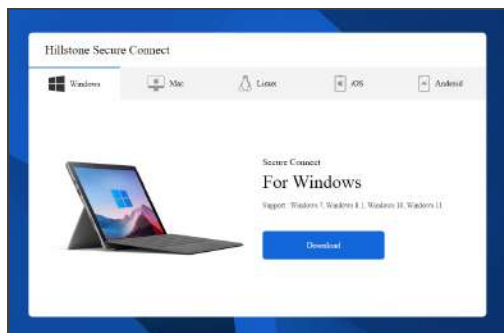 Hillstone Secure Connect
Windows
Mac
Linux
iOS
Android
Secure Connect
For Windows
Support : Windows 7, Windows 8.1, Windows 10, Windows 11
Download